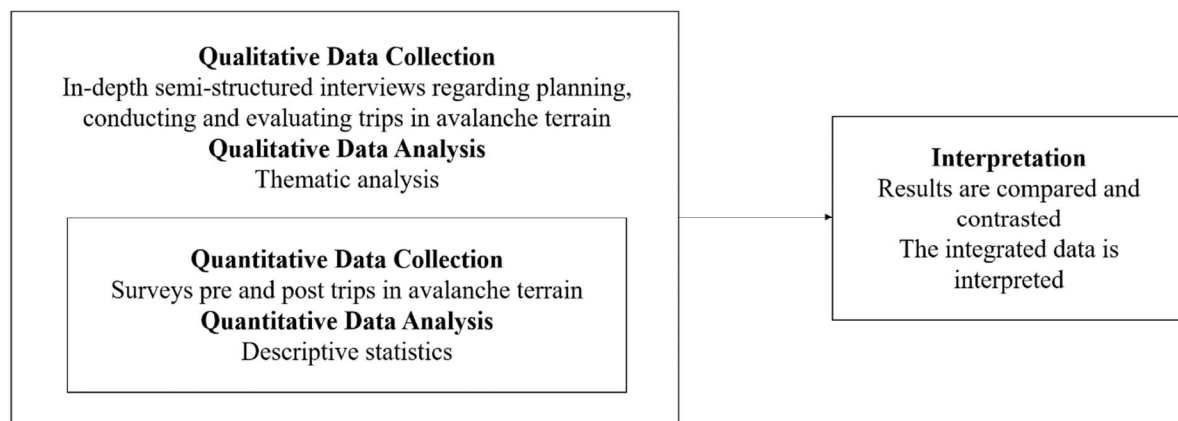 Qualitative Data Collection
In-depth semi-structured interviews regarding planning,
conducting and evaluating trips in avalanche terrain
Qualitative Data Analysis
Thematic analysis
Quantitative Data Collection
Surveys pre and post trips in avalanche terrain
Quantitative Data Analysis
Descriptive statistics
Interpretation
Results are compared and
contrasted
The integrated data is
interpreted